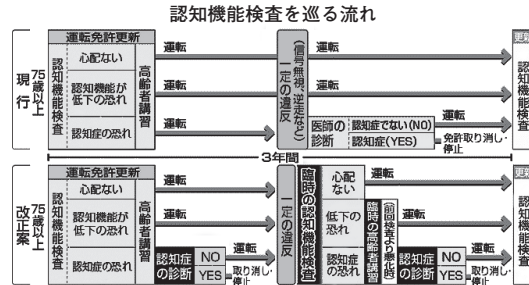 認知機能検査を巡る流れ
現行
75歳以上
運転免許更新
認知機能検査
心配ない
認知機能が
低下の恐れ
認知症の恐れ
高齢者講習
運転
運転
運転
一定の違反
(信号無視、逆走など)
運転
運転
医師の
診断
認知症でない(NO)
認知症(YES)
運転
免許取り消し・
停止
更新
認知機能検査
3年間
改正案
75歳以上
運転免許更新
認知機能検査
心配ない
認知機能が
低下の恐れ
認知症の恐れ
高齢者講習
運転
運転
認知症
の診断
NO
YES
運転
取り消し・
停止
一定の違反
臨時の認知機能検査
心配
ない
低下の
恐れ
認知症の
恐れ
運転
臨時の高齢者講習
(前回検査より悪化時)
運転
認知症
の診断
NO
YES
運転
取り消し・
停止
更新
認知機能検査